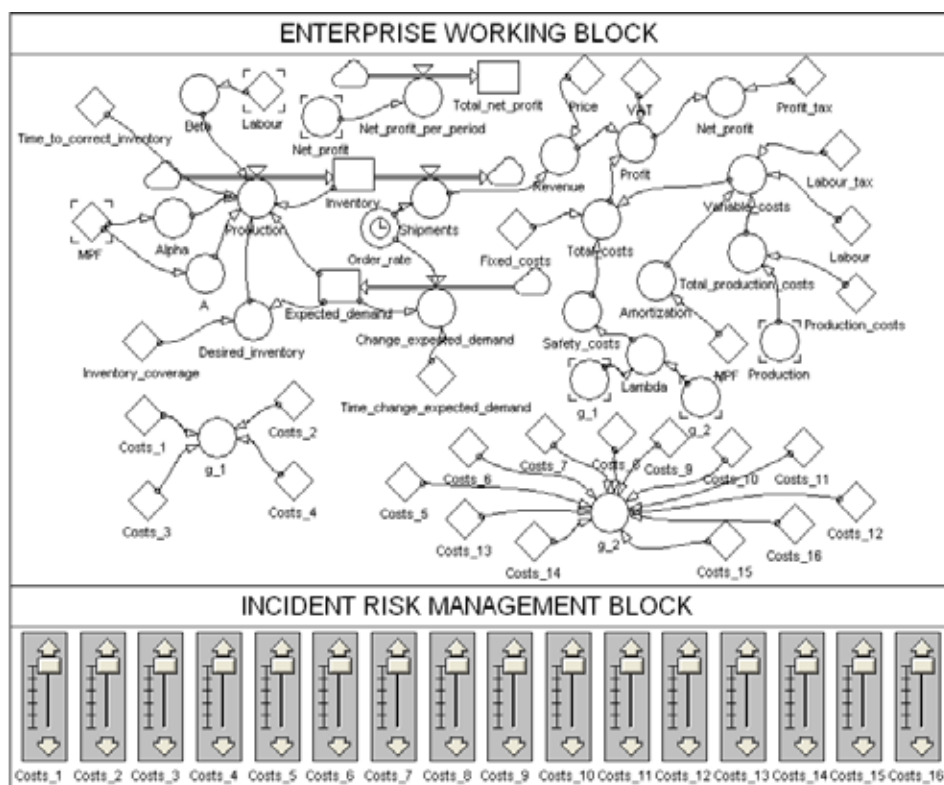 ENTERPRISE WORKING BLOCK
Time_to_correct_inventory
Beta
Labour
Net_profit
Net_profit_per_period
Total_net_profit
Price
VAT
Net_profit
Profit_tax
MPF
Alpha
A
Production
Inventory
Shipments
Order_rate
Revenue
Profit
Fixed_costs
Total_costs
Variable_costs
Labour_tax
Labour
Total_production_costs
Production_costs
Amortization
MPF
Production
Inventory_coverage
Desired_inventory
Expected_demand
Change_expected_demand
Time_change_expected_demand
Safety_costs
Lambda
g_1
g_2
Costs_1
Costs_2
g_1
Costs_3
Costs_4
Costs_5
Costs_6
Costs_7
Costs_8
Costs_9
Costs_10
Costs_11
Costs_12
Costs_13
Costs_14
g_2
Costs_15
Costs_16
INCIDENT RISK MANAGEMENT BLOCK
Costs_1 Costs_2 Costs_3 Costs_4 Costs_5 Costs_6 Costs_7 Costs_8 Costs_9 Costs_10 Costs_11 Costs_12 Costs_13 Costs_14 Costs_15 Costs_16